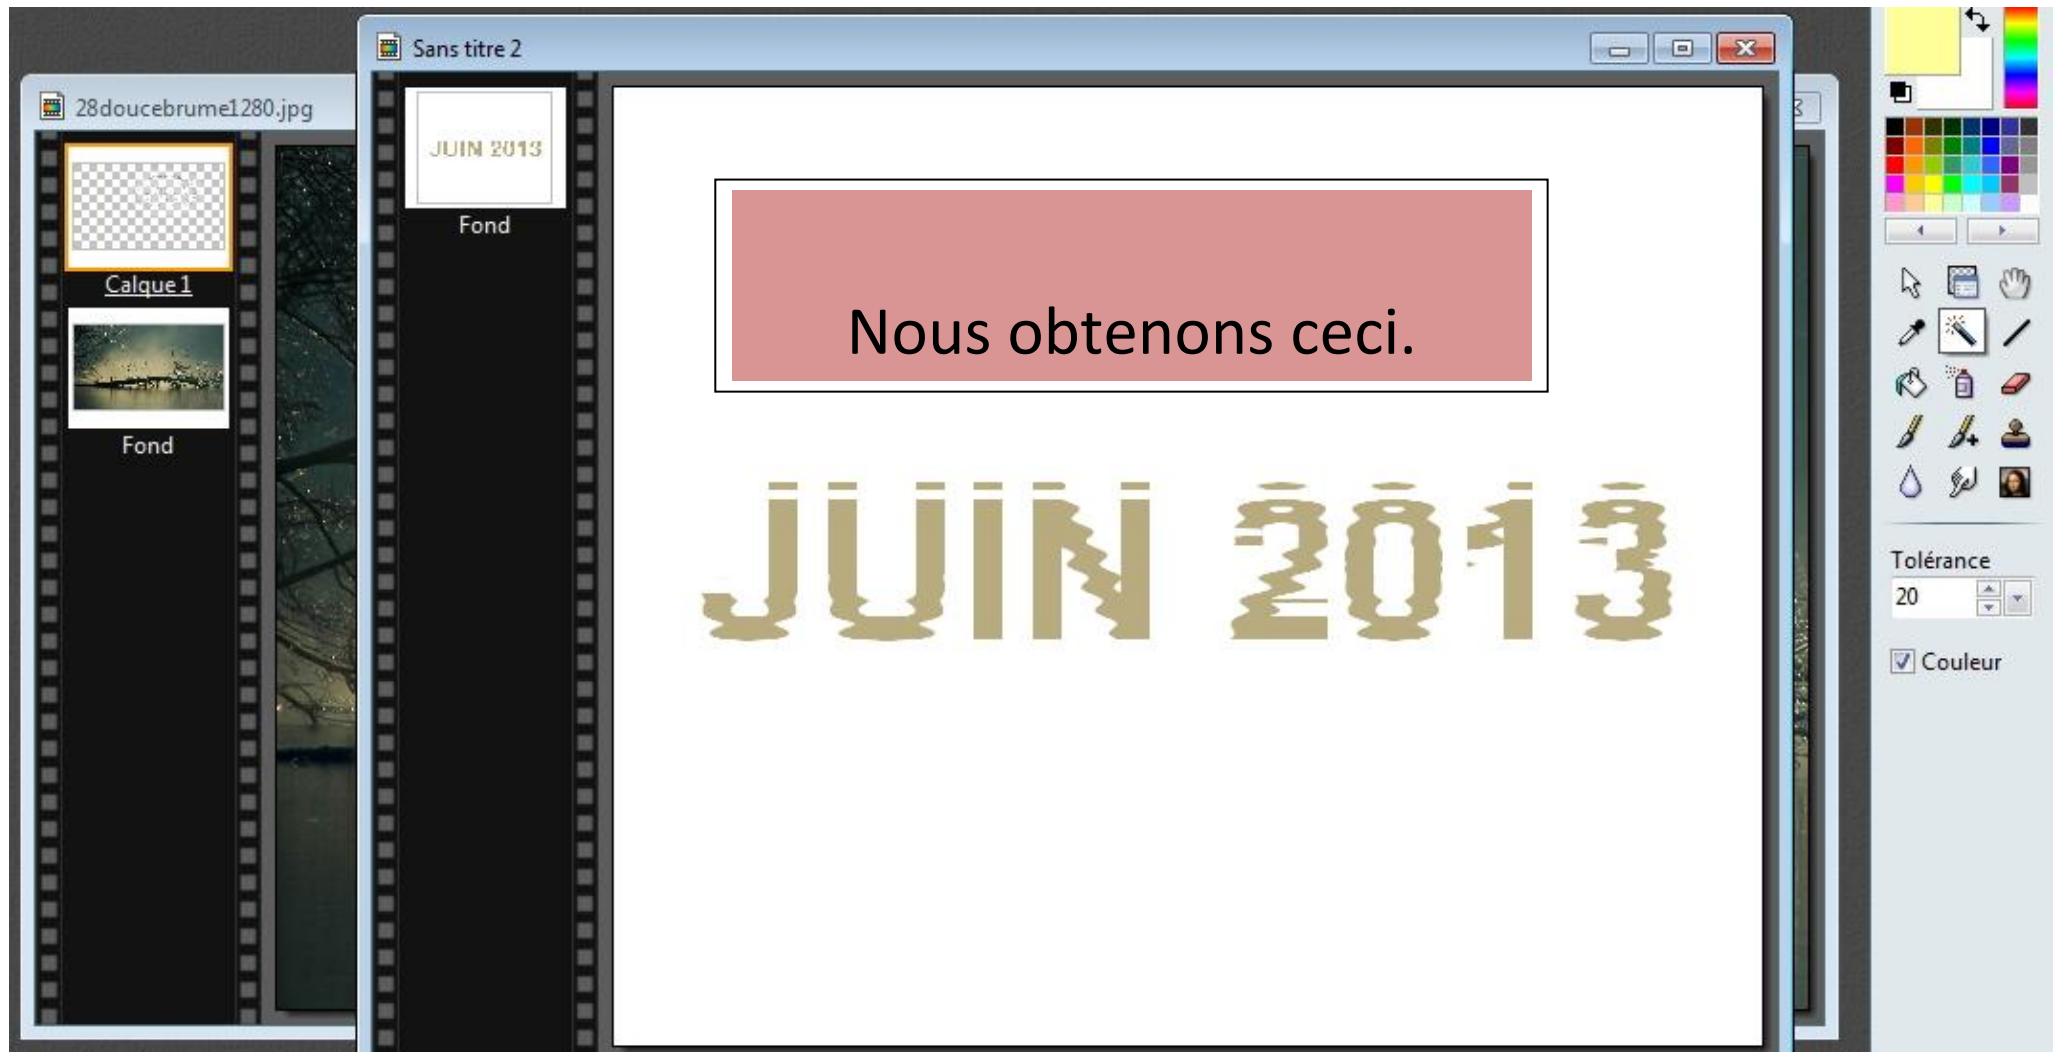 Sans titre 2
28doucebrume1280.jpg
JUIN 2013
Fond
Calque 1
Fond
Nous obtenons ceci.
JUIN 2013
Tolérance
20
Couleur